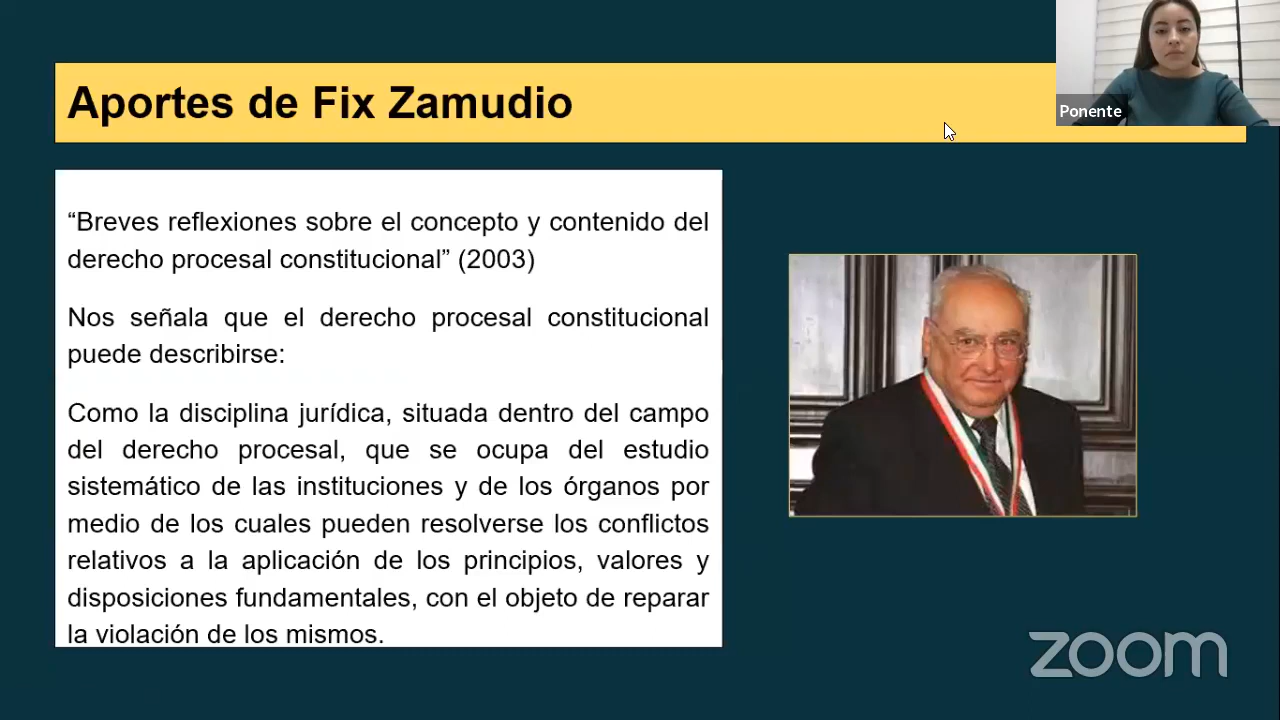 Aportes de Fix Zamudio
Ponente
“Breves reflexiones sobre el concepto y contenido del
derecho procesal constitucional” (2003)
Nos señala que el derecho procesal constitucional
puede describirse:
Como la disciplina jurídica, situada dentro del campo
del derecho procesal, que se ocupa del estudio
sistemático de las instituciones y de los órganos por
medio de los cuales pueden resolverse los conflictos
relativos a la aplicación de los principios, valores y
disposiciones fundamentales, con el objeto de reparar
la violación de los mismos.
zoom